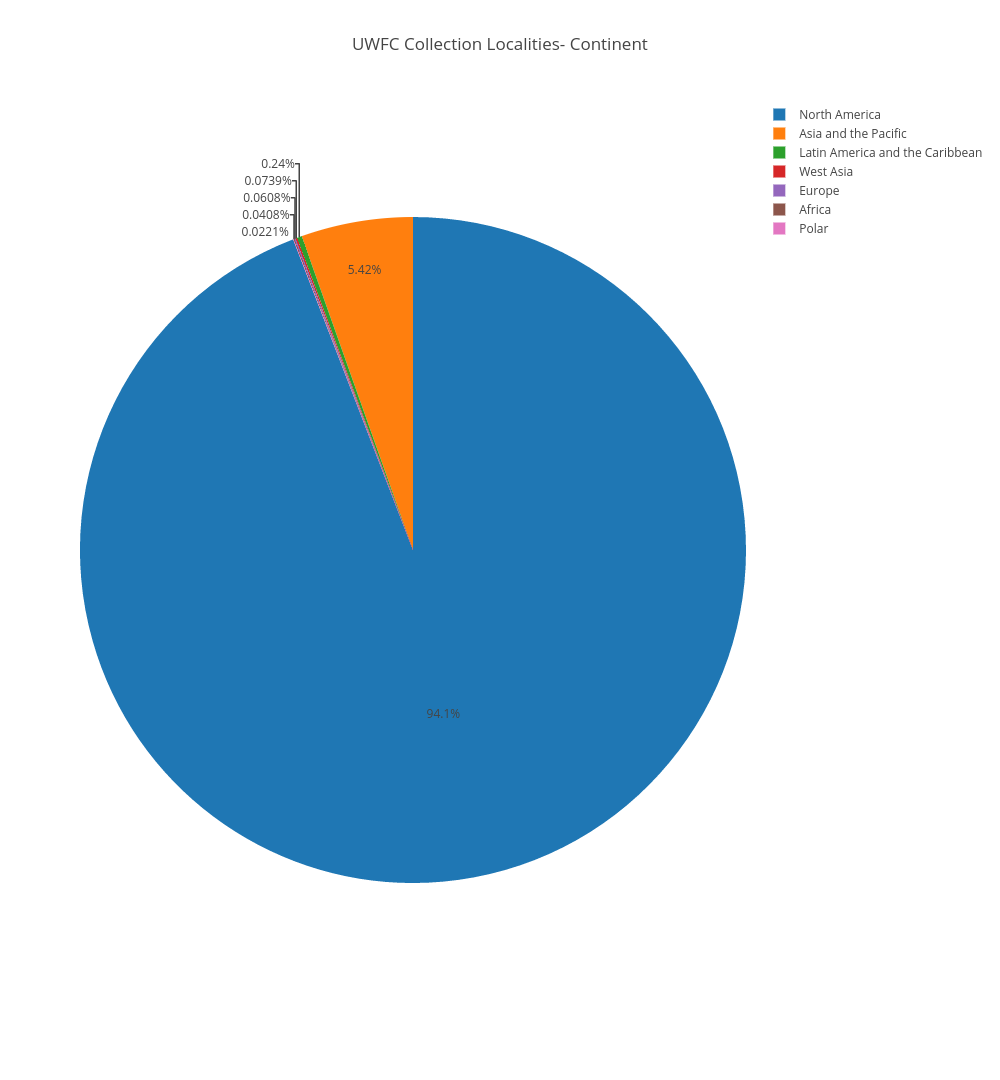 UWFC Collection Localities- Continent
North America
Asia and the Pacific
Latin America and the Caribbean
West Asia
Europe
Africa
Polar
0.24%
0.0739%
0.0608%
0.0408%
0.0221%
5.42%
94.1%